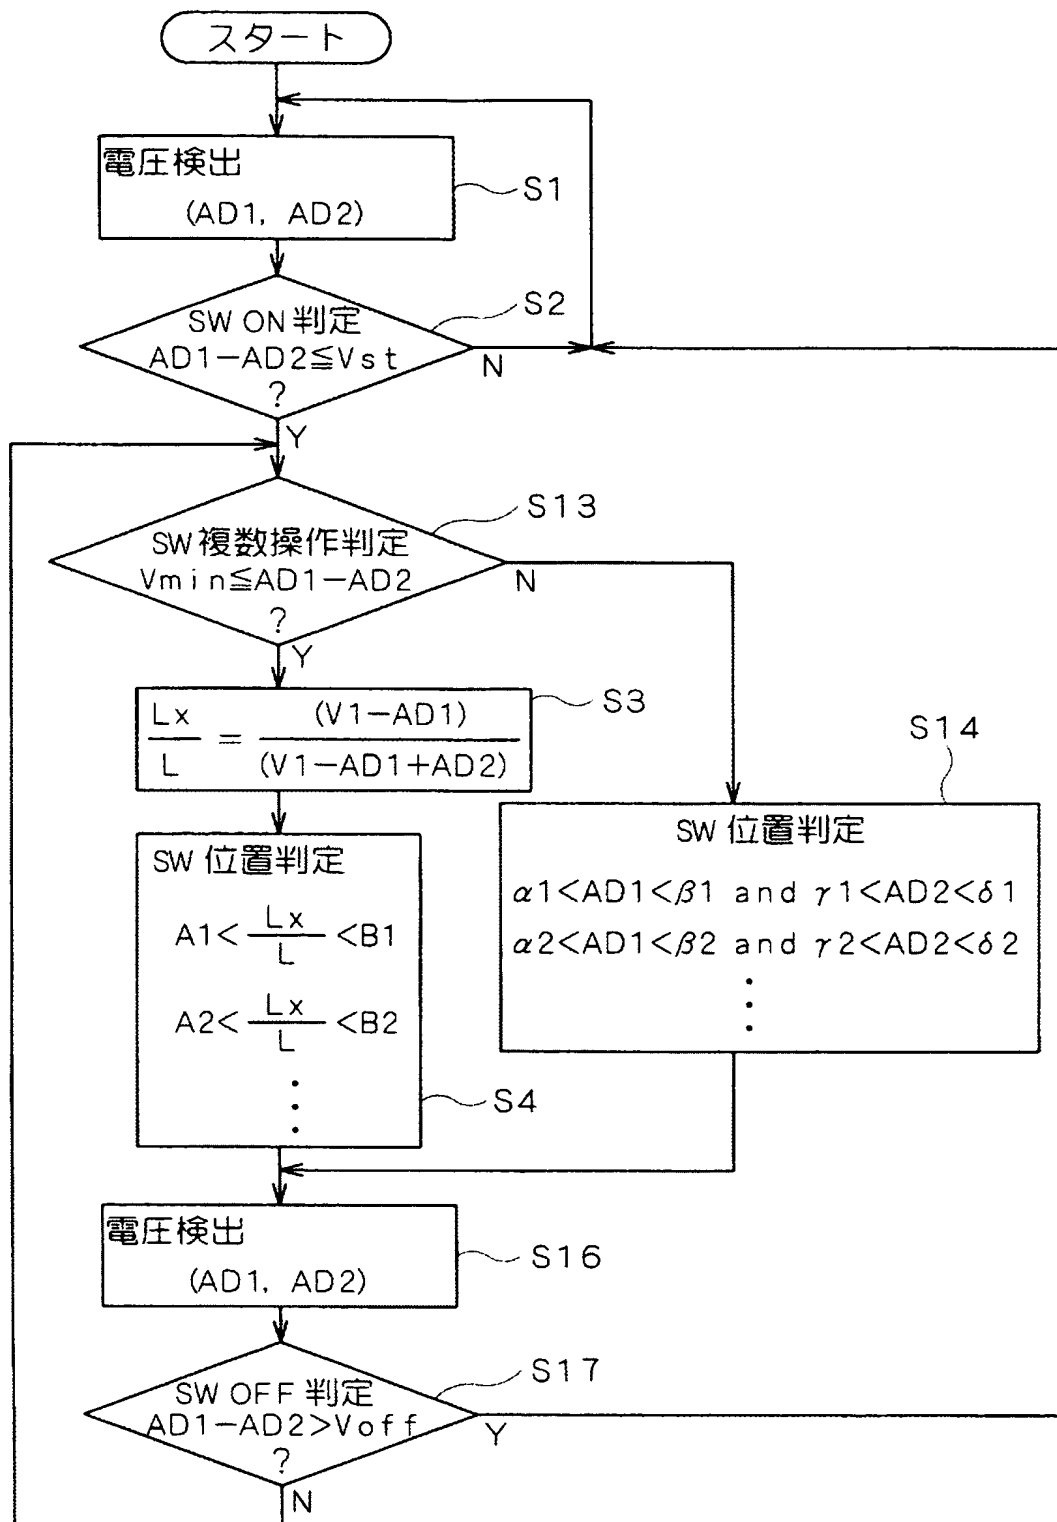 スタート
電圧検出
(AD1, AD2)
S1
S2
SW ON 判定
AD1−AD2≦Vst
?
N
Y
S13
SW複数操作判定
Vmin≦AD1−AD2
?
N
Y
S3
Lx
L
=
(V1−AD1)
(V1−AD1+AD2)
S14
SW 位置判定
α1<AD1<β1 and γ1<AD2<δ1
α2<AD1<β2 and γ2<AD2<δ2
SW 位置判定
A1< Lx/L <B1
A2< Lx/L <B2
S4
電圧検出
(AD1, AD2)
S16
S17
SW OFF 判定
AD1−AD2>Voff
?
Y
N